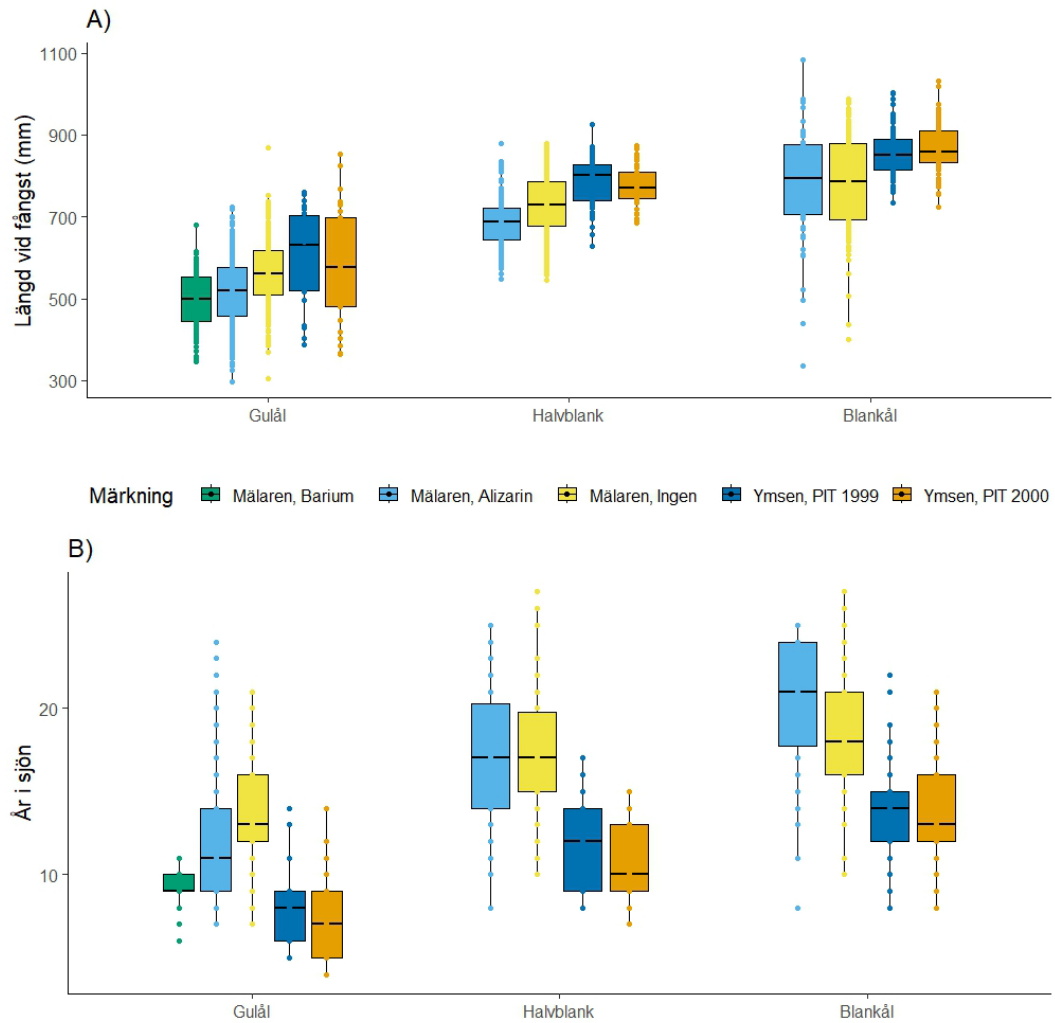 A)
1100
900
700
500
300
Längd vid fångst (mm)
Gulål Halvblank Blankål
Märkning Mälaren, Barium Mälaren, Alizarin Mälaren, Ingen Ymsen, PIT 1999 Ymsen, PIT 2000
B)
20
10
År i sjön
Gulål Halvblank Blankål